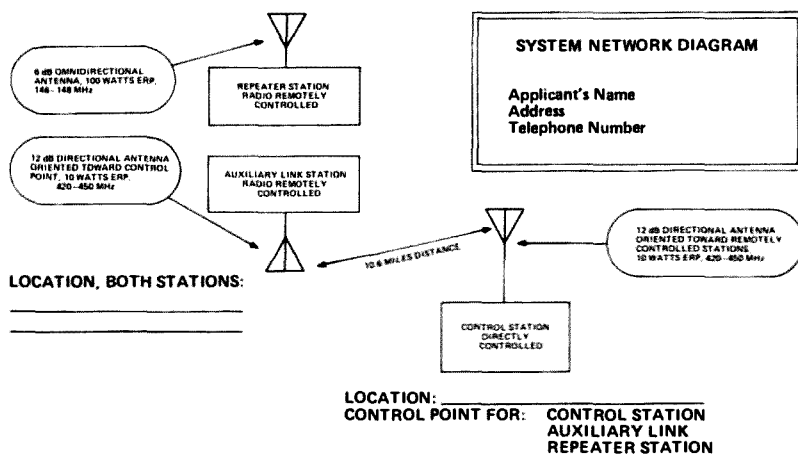 6 dB OMNIDIRECTIONAL
ANTENNA, 100 WATTS ERP,
146-148 MHz
REPEATER STATION
RADIO REMOTELY
CONTROLLED
SYSTEM NETWORK DIAGRAM
Applicant's Name
Address
Telephone Number
12 dB DIRECTIONAL ANTENNA
ORIENTED TOWARD CONTROL
POINT, 10 WATTS ERP,
420-450 MHz
AUXILIARY LINK STATION
RADIO REMOTELY
CONTROLLED
10.6 MILES DISTANCE
12 dB DIRECTIONAL ANTENNA
ORIENTED TOWARD REMOTELY
CONTROLLED STATIONS
10 WATTS ERP, 420-450 MHz
LOCATION, BOTH STATIONS:
CONTROL STATION
DIRECTLY
CONTROLLED
LOCATION:
CONTROL POINT FOR: CONTROL STATION
AUXILIARY LINK
REPEATER STATION